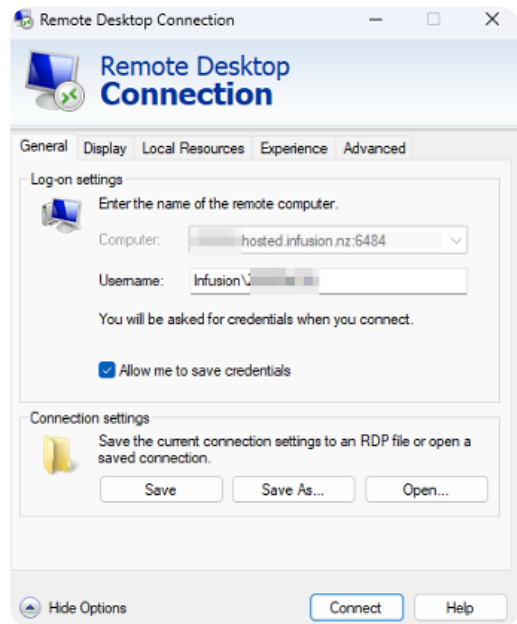 Remote Desktop Connection
Remote Desktop
Connection
General Display Local Resources Experience Advanced
Log-on settings
Enter the name of the remote computer.
Computer: hosted.infusion.nz:6484
Username: Infusion\
You will be asked for credentials when you connect.
Allow me to save credentials
Connection settings
Save the current connection settings to an RDP file or open a
saved connection.
Save Save As... Open...
Hide Options Connect Help